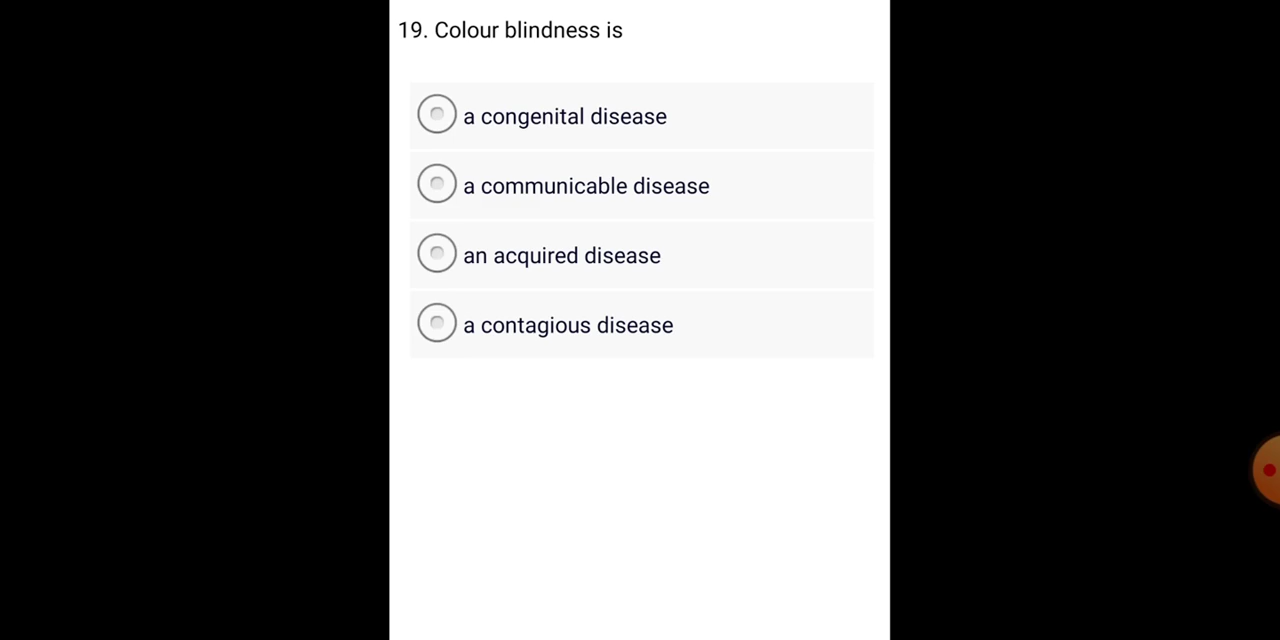 19. Colour blindness is
a congenital disease
a communicable disease
an acquired disease
a contagious disease